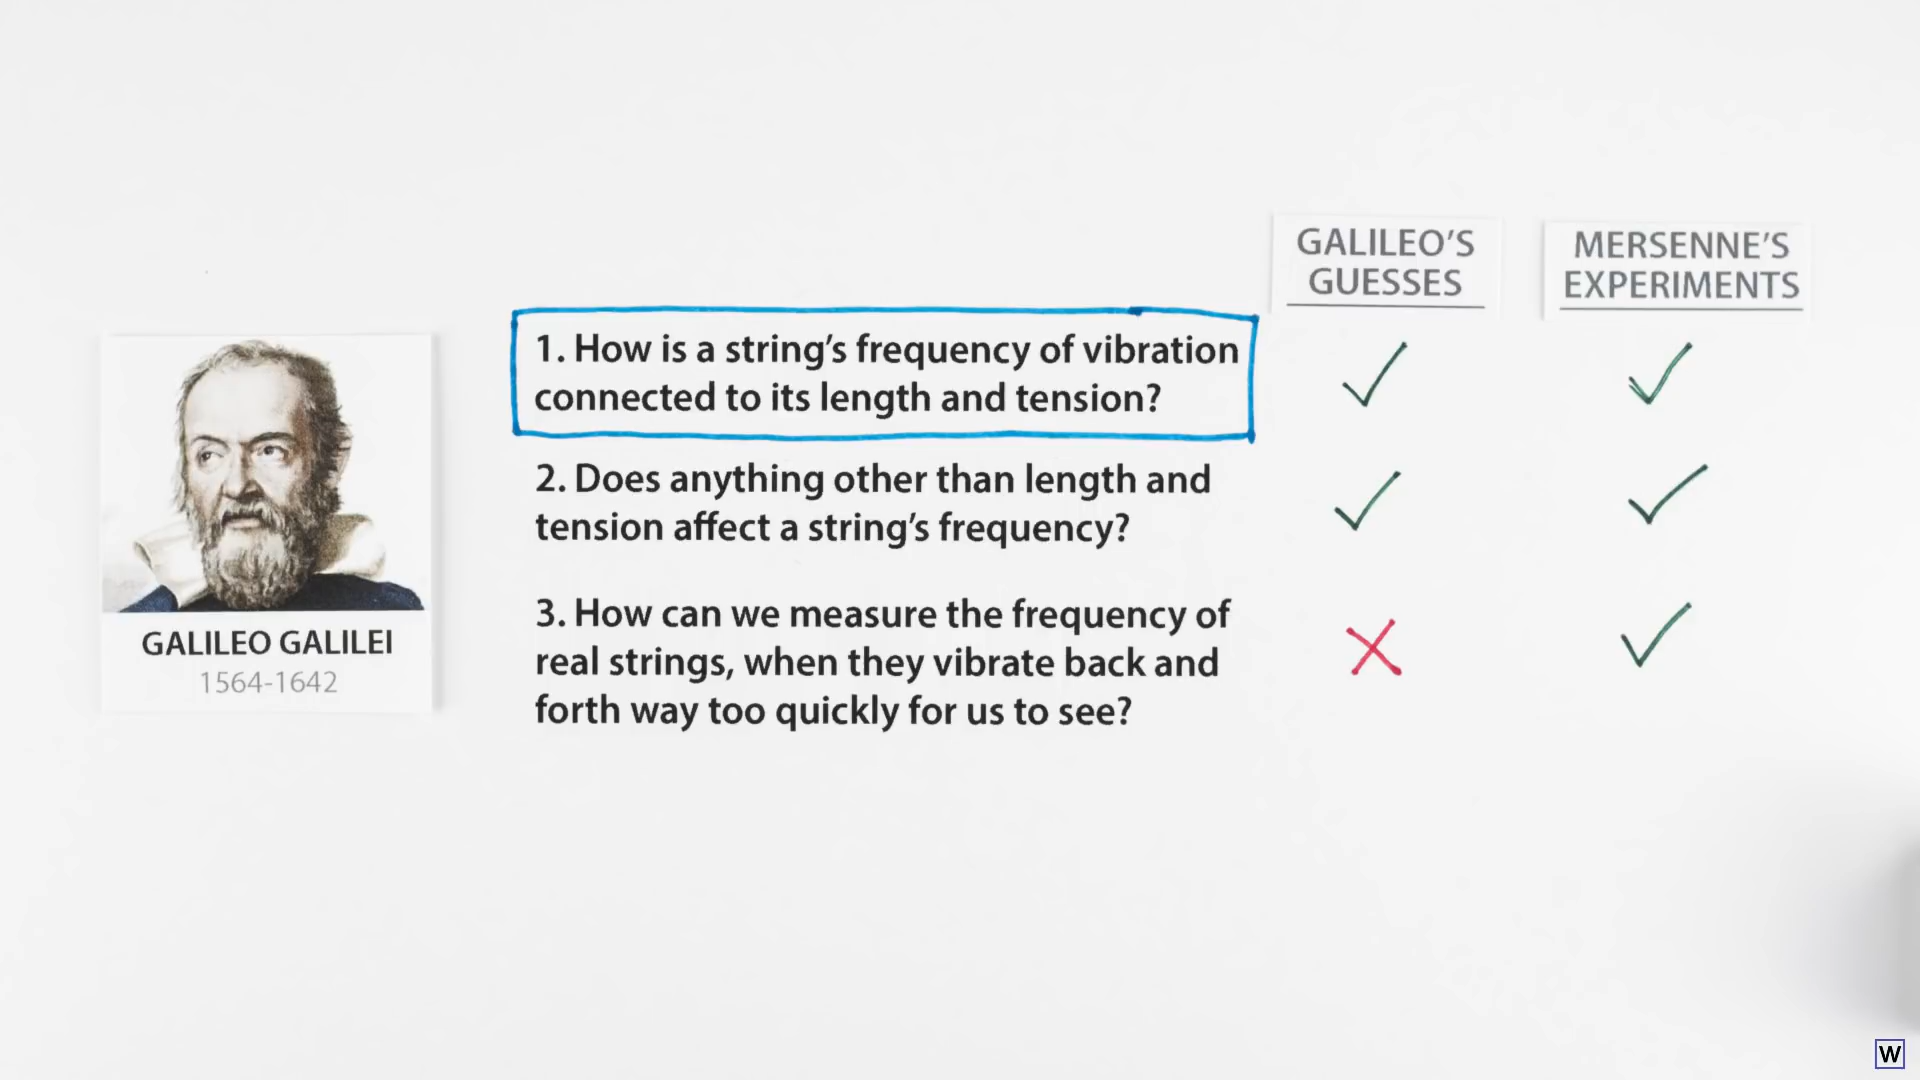 GALILEO'S
GUESSES
MERSENNE'S
EXPERIMENTS
1. How is a string's frequency of vibration
connected to its length and tension?
2. Does anything other than length and
tension affect a string's frequency?
3. How can we measure the frequency of
real strings, when they vibrate back and
forth way too quickly for us to see?
GALILEO GALILEI
1564-1642
W